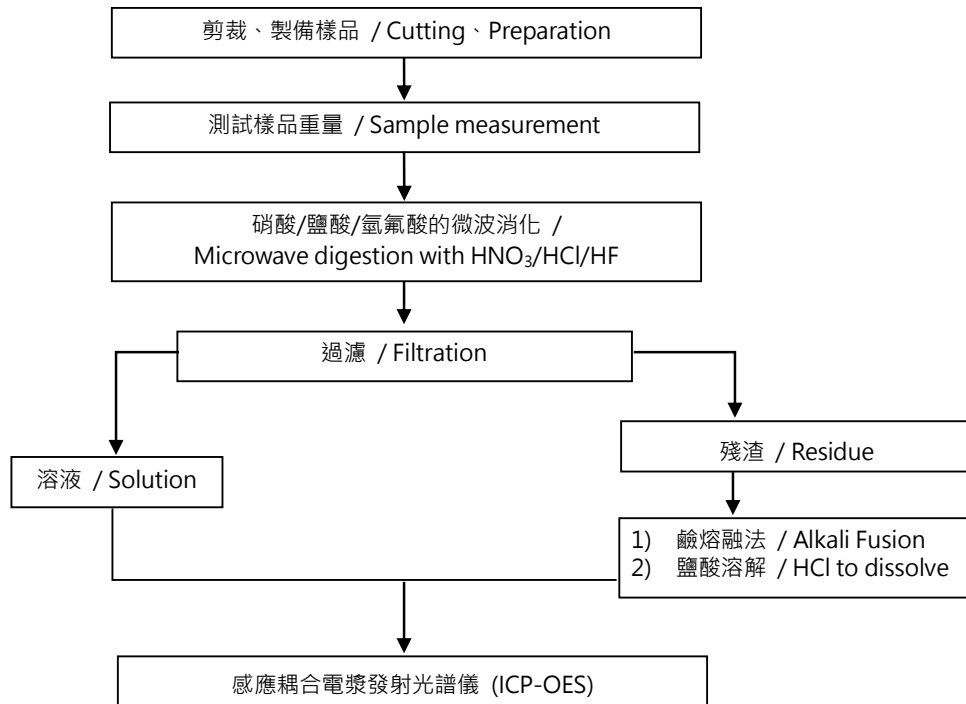 剪裁、製備樣品 / Cutting、Preparation
測試樣品重量 / Sample measurement
硝酸/鹽酸/氫氟酸的微波消化 /
Microwave digestion with HNO₃/HCl/HF
過濾 / Filtration
溶液 / Solution
殘渣 / Residue
1) 鹼熔融法 / Alkali Fusion
2) 鹽酸溶解 / HCl to dissolve
感應耦合電漿發射光譜儀 (ICP-OES)